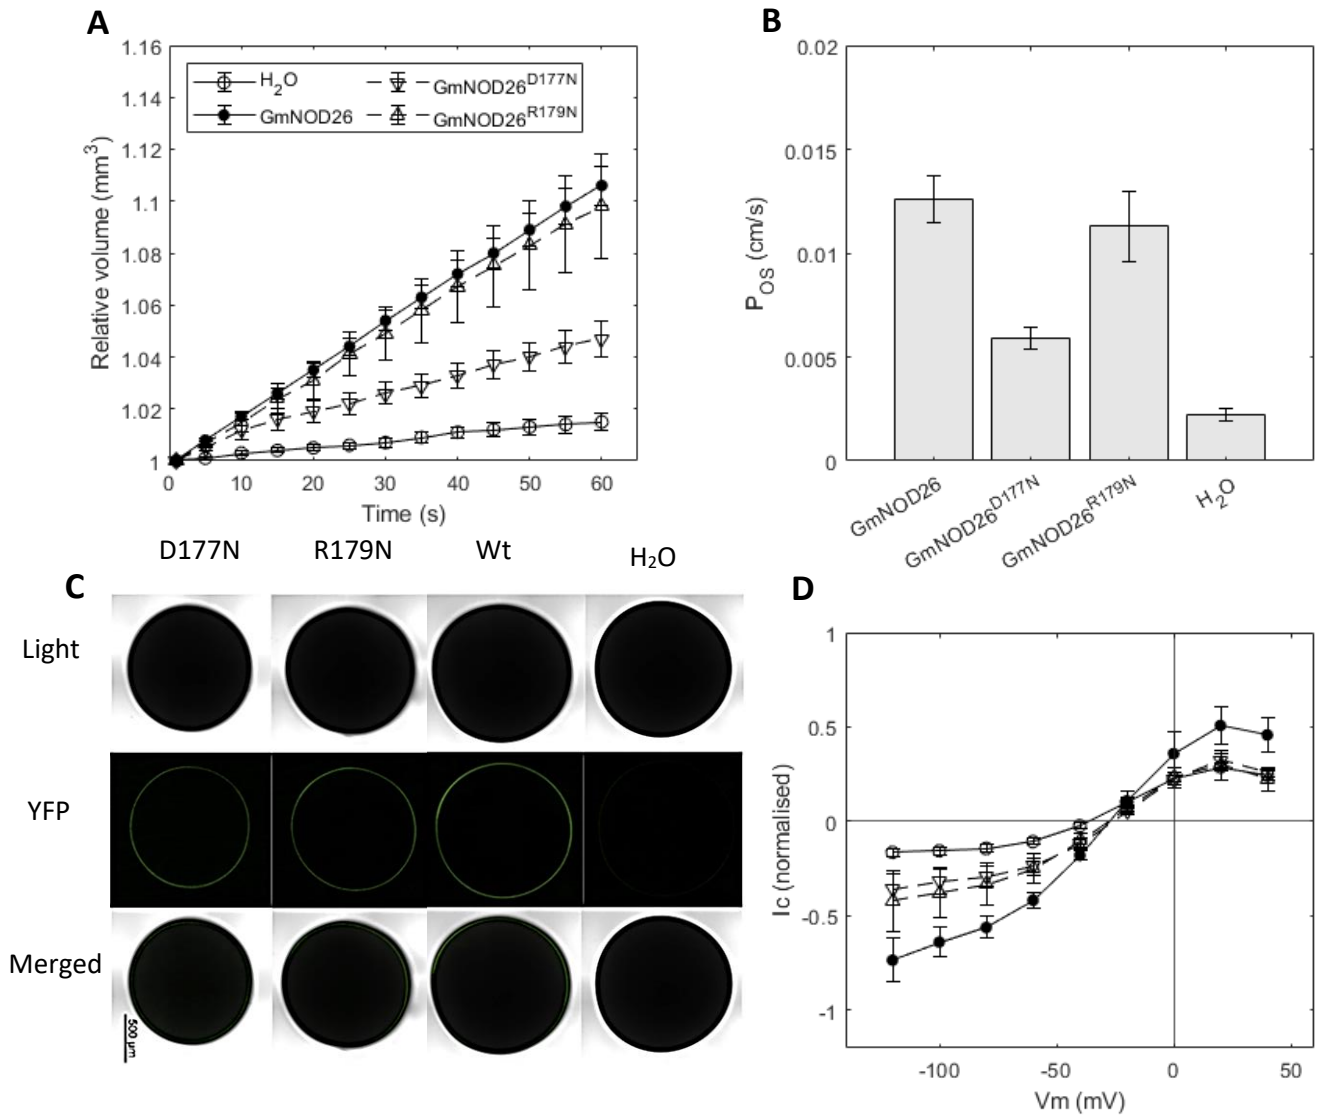 A
1.16
1.14
1.12
1.1
1.08
1.06
1.04
1.02
1
Relative volume (mm³)
H₂O
GmNOD26
GmNOD26ᴰ¹⁷⁷ᴺ
GmNOD26ᴿ¹⁷⁹ᴺ
0 10 20 30 40 50 60
Time (s)
B
0.02
0.015
0.01
0.005
0
P_OS (cm/s)
GmNOD26
GmNOD26ᴰ¹⁷⁷ᴺ
GmNOD26ᴿ¹⁷⁹ᴺ
H₂O
C
D177N R179N Wt H₂O
Light
YFP
Merged
500 µm
D
1
0.5
0
-0.5
-1
Ic (normalised)
-100 -50 0 50
Vm (mV)